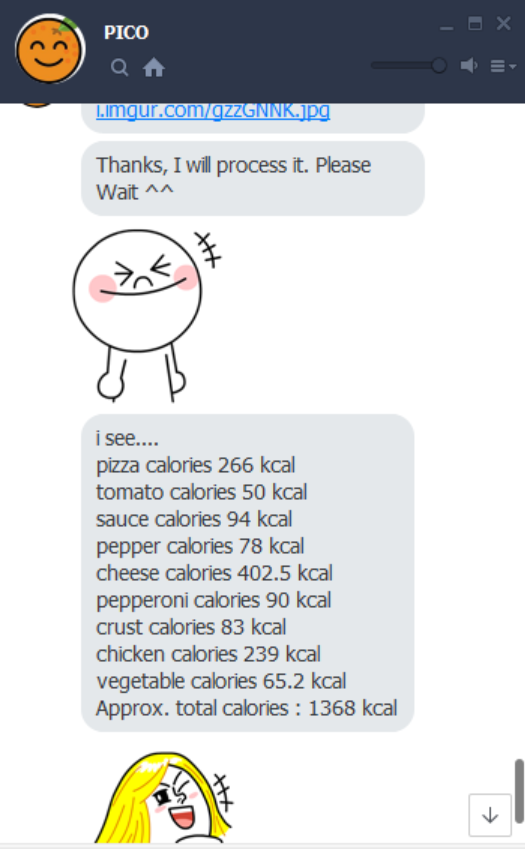 PICO
i.imgur.com/gzzGNNK.jpg
Thanks, I will process it. Please
Wait ^^
i see....
pizza calories 266 kcal
tomato calories 50 kcal
sauce calories 94 kcal
pepper calories 78 kcal
cheese calories 402.5 kcal
pepperoni calories 90 kcal
crust calories 83 kcal
chicken calories 239 kcal
vegetable calories 65.2 kcal
Approx. total calories : 1368 kcal